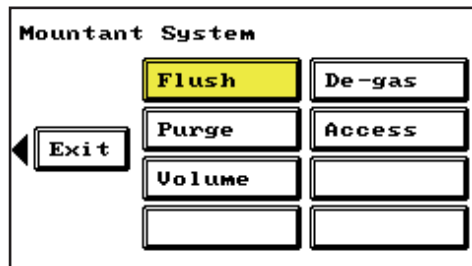 Mountant System
Flush
De-gas
Purge
Access
Exit
Volume